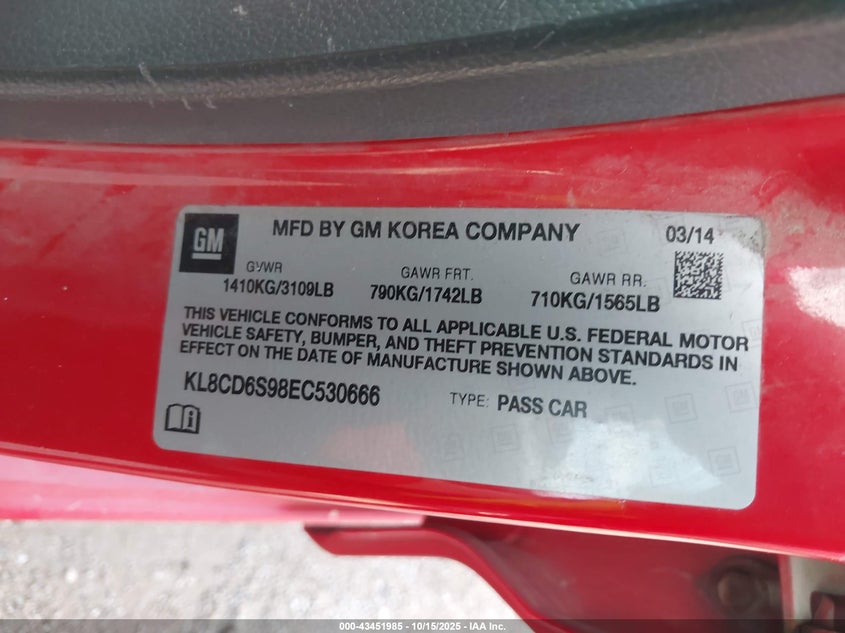 GM
MFD BY GM KOREA COMPANY
03/14
GVWR
GAWR FRT.
GAWR RR.
1410KG/3109LB
790KG/1742LB
710KG/1565LB
THIS VEHICLE CONFORMS TO ALL APPLICABLE U.S. FEDERAL MOTOR
VEHICLE SAFETY, BUMPER, AND THEFT PREVENTION STANDARDS IN
EFFECT ON THE DATE OF MANUFACTURE SHOWN ABOVE.
KL8CD6S98EC530666
TYPE: PASS CAR
000-43451985 - 10/15/2025 - IAA Inc.